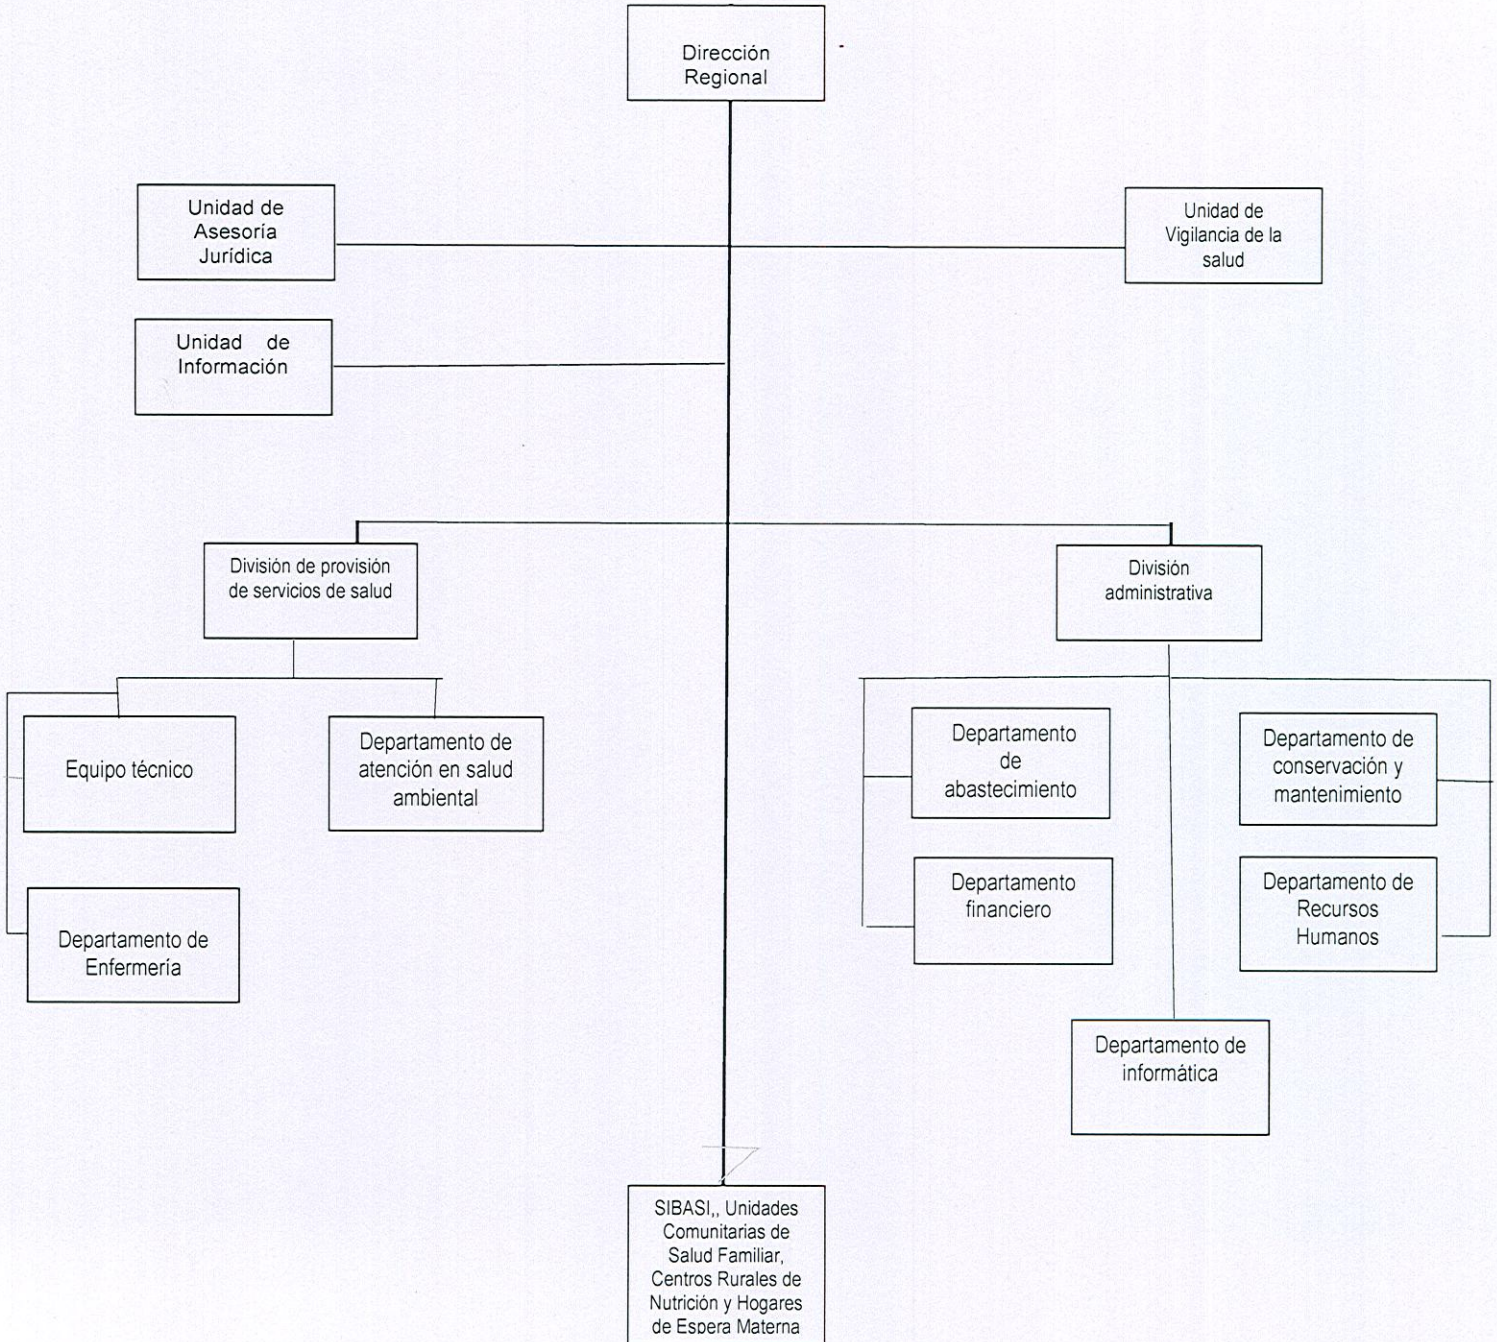 Dirección
Regional
Unidad de
Asesoría
Jurídica
Unidad de
Vigilancia de la
salud
Unidad de
Información
División de provisión
de servicios de salud
División
administrativa
Equipo técnico
Departamento de
atención en salud
ambiental
Departamento
de
abastecimiento
Departamento de
conservación y
mantenimiento
Departamento de
Enfermería
Departamento
financiero
Departamento de
Recursos
Humanos
Departamento de
informática
SIBASI,, Unidades
Comunitarias de
Salud Familiar,
Centros Rurales de
Nutrición y Hogares
de Espera Materna